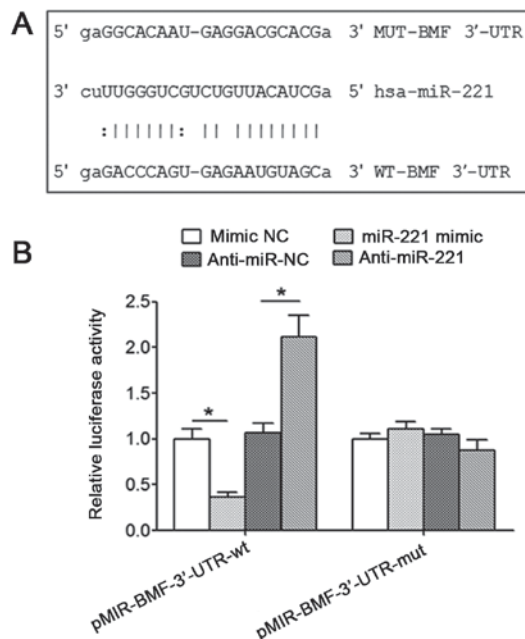 A
5' gaGGCACAAU-GAGGACGCACGa 3' MUT-BMF 3'-UTR
3' cuUUGGGUCGUCUGUUACAUCGa 5' hsa-miR-221
:||||||: || ||||||||
5' gaGACCCAGU-GAGAAUGUAGCa 3' WT-BMF 3'-UTR
B
Mimic NC miR-221 mimic
Anti-miR-NC Anti-miR-221
Relative luciferase activity
2.5
2.0
1.5
1.0
0.5
0.0
* *
pMIR-BMF-3'-UTR-wt
pMIR-BMF-3'-UTR-mut